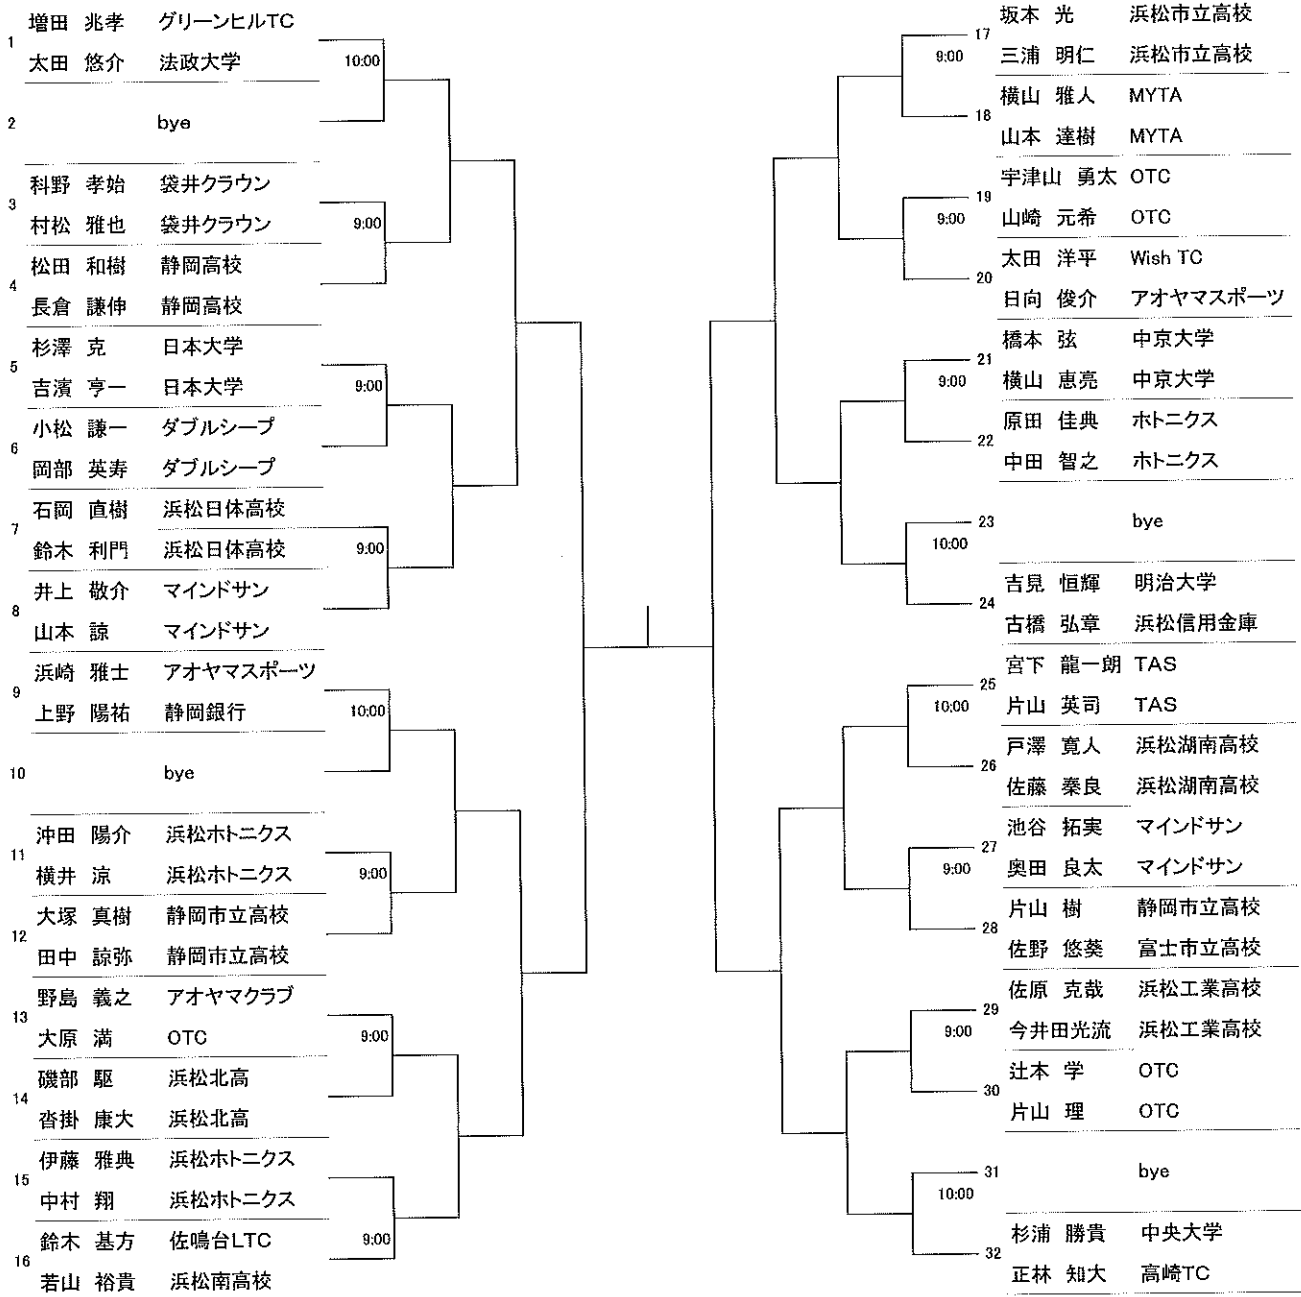 1
増田 兆孝 グリーンヒルTC
太田 悠介 法政大学
10:00
2
bye
3
科野 孝始 袋井クラウン
村松 雅也 袋井クラウン
9:00
4
松田 和樹 静岡高校
長倉 謙伸 静岡高校
5
杉澤 克 日本大学
吉濱 亨一 日本大学
9:00
6
小松 謙一 ダブルシープ
岡部 英寿 ダブルシープ
7
石岡 直樹 浜松日体高校
鈴木 利門 浜松日体高校
9:00
8
井上 敬介 マインドサン
山本 諒 マインドサン
9
浜崎 雅士 アオヤマスポーツ
上野 陽祐 静岡銀行
10:00
10
bye
11
沖田 陽介 浜松ホトニクス
横井 涼 浜松ホトニクス
9:00
12
大塚 真樹 静岡市立高校
田中 諒弥 静岡市立高校
13
野島 義之 アオヤマクラブ
大原 満 OTC
9:00
14
磯部 駆 浜松北高
沓掛 康大 浜松北高
15
伊藤 雅典 浜松ホトニクス
中村 翔 浜松ホトニクス
9:00
16
鈴木 基方 佐鳴台LTC
若山 裕貴 浜松南高校
17
坂本 光 浜松市立高校
三浦 明仁 浜松市立高校
9:00
18
横山 雅人 MYTA
山本 達樹 MYTA
19
宇津山 勇太 OTC
山崎 元希 OTC
9:00
20
太田 洋平 Wish TC
日向 俊介 アオヤマスポーツ
21
橋本 弦 中京大学
横山 恵亮 中京大学
9:00
22
原田 佳典 ホトニクス
中田 智之 ホトニクス
23
bye
10:00
24
吉見 恒輝 明治大学
古橋 弘章 浜松信用金庫
25
宮下 龍一朗 TAS
片山 英司 TAS
10:00
26
戸澤 寛人 浜松湖南高校
佐藤 秦良 浜松湖南高校
27
池谷 拓実 マインドサン
奥田 良太 マインドサン
9:00
28
片山 樹 静岡市立高校
佐野 悠葵 富士市立高校
29
佐原 克哉 浜松工業高校
今井田光流 浜松工業高校
9:00
30
辻本 学 OTC
片山 理 OTC
31
bye
10:00
32
杉浦 勝貴 中央大学
正林 知大 高崎TC